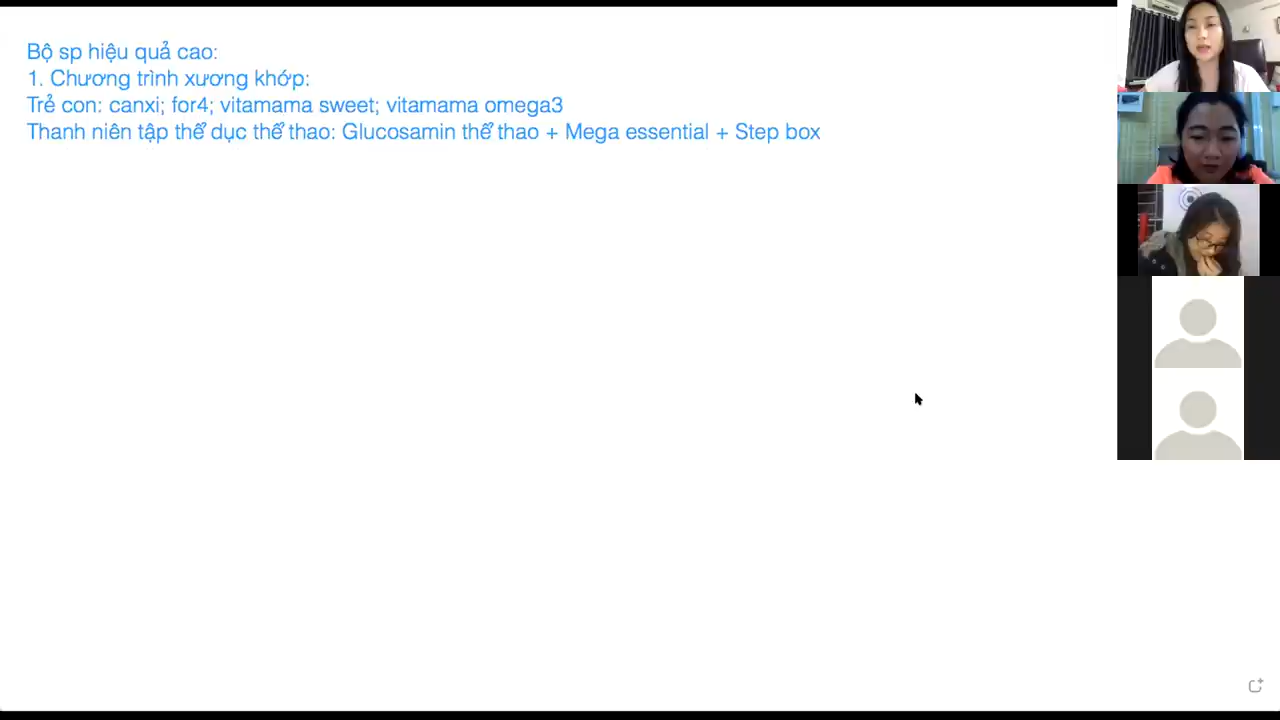 Bộ sp hiệu quả cao:
1. Chương trình xương khớp:
Trẻ con: canxi; for4; vitamama sweet; vitamama omega3
Thanh niên tập thể dục thể thao: Glucosamin thể thao + Mega essential + Step box